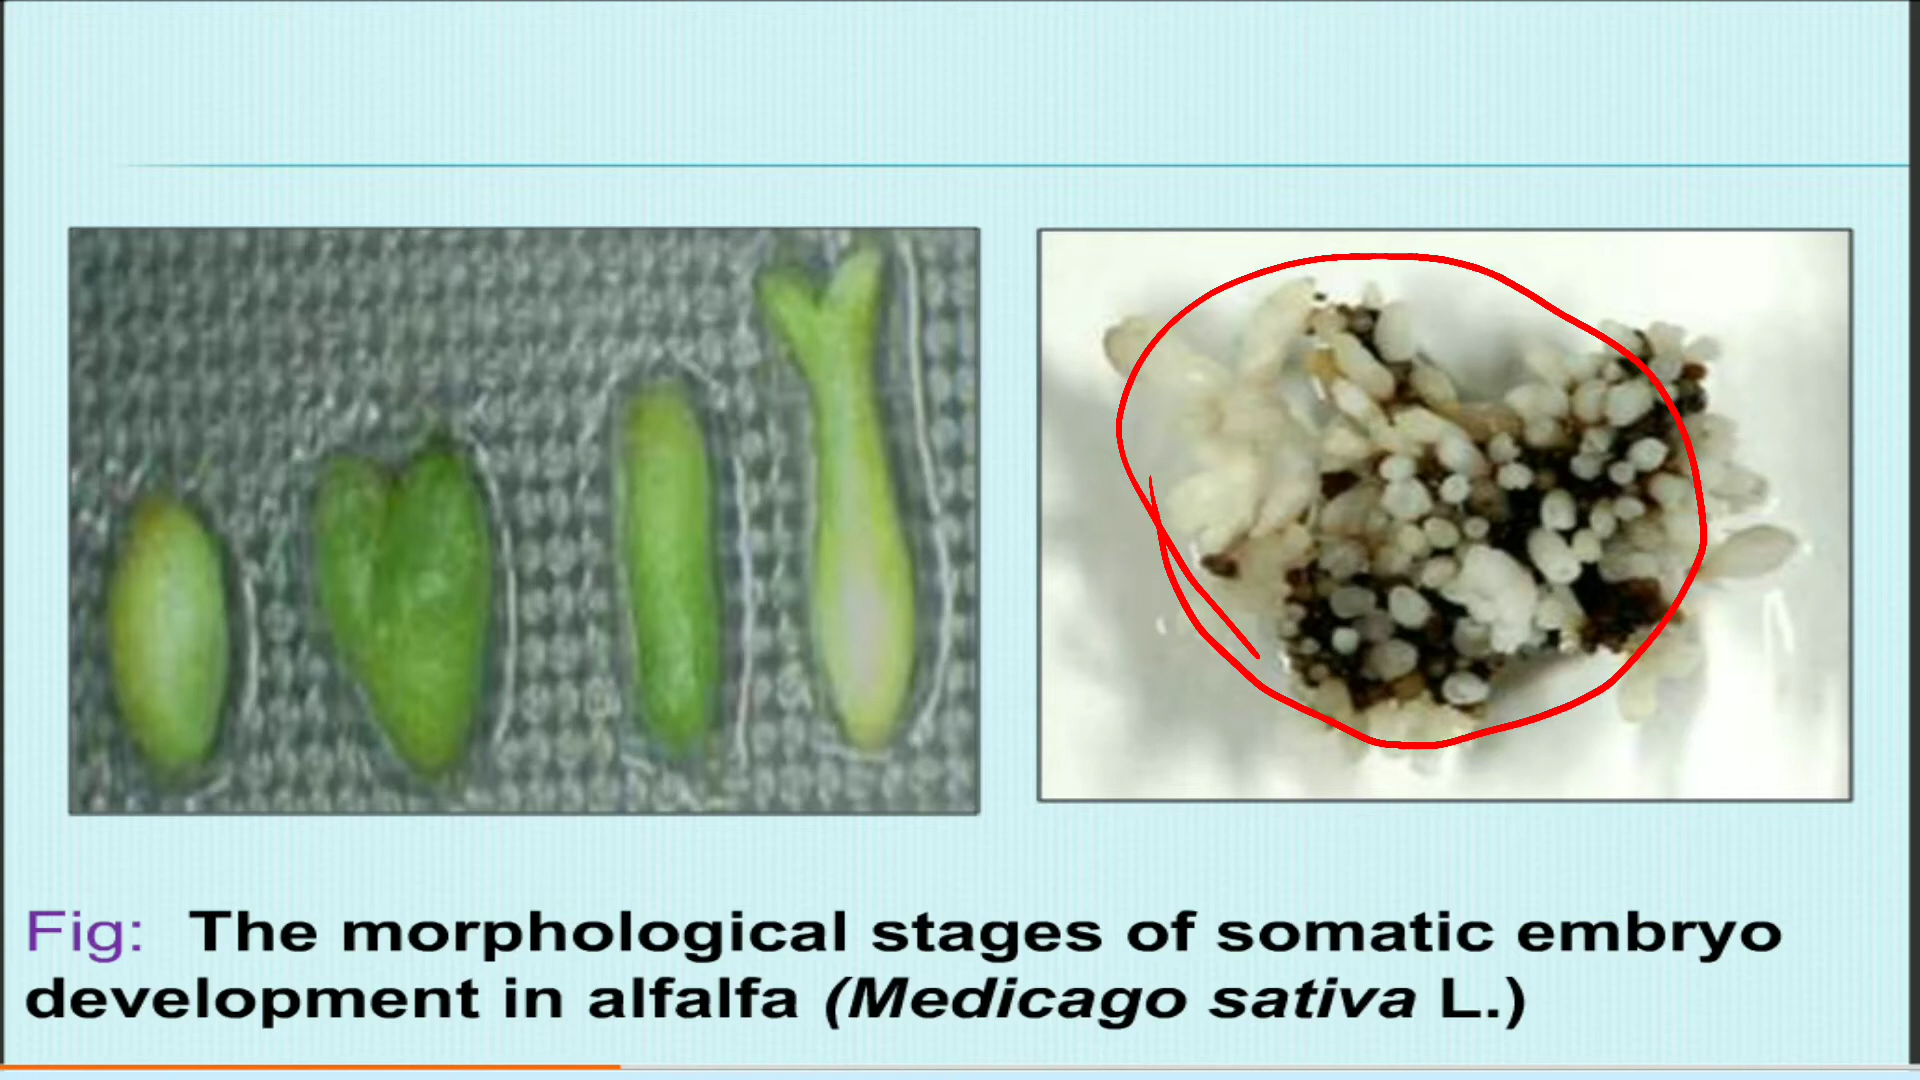 Fig: The morphological stages of somatic embryo
development in alfalfa (Medicago sativa L.)